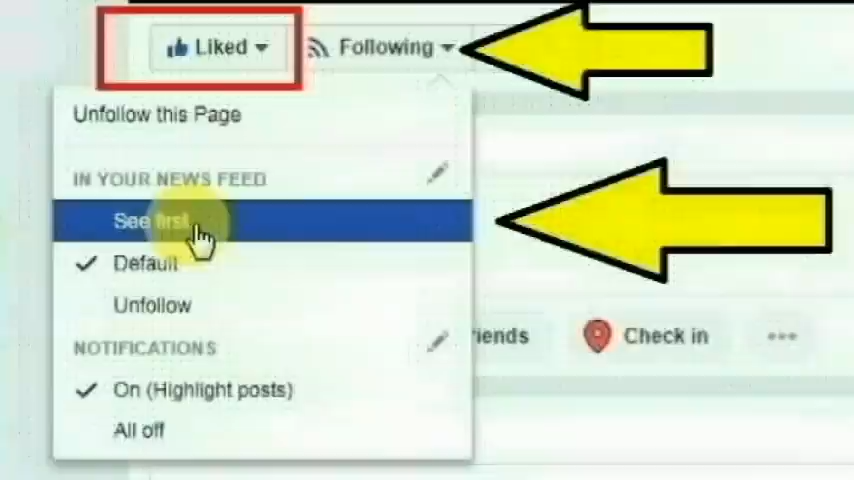 Liked Following
Unfollow this Page
IN YOUR NEWS FEED
See first
Default
Unfollow
riends Check in
NOTIFICATIONS
On (Highlight posts)
All off